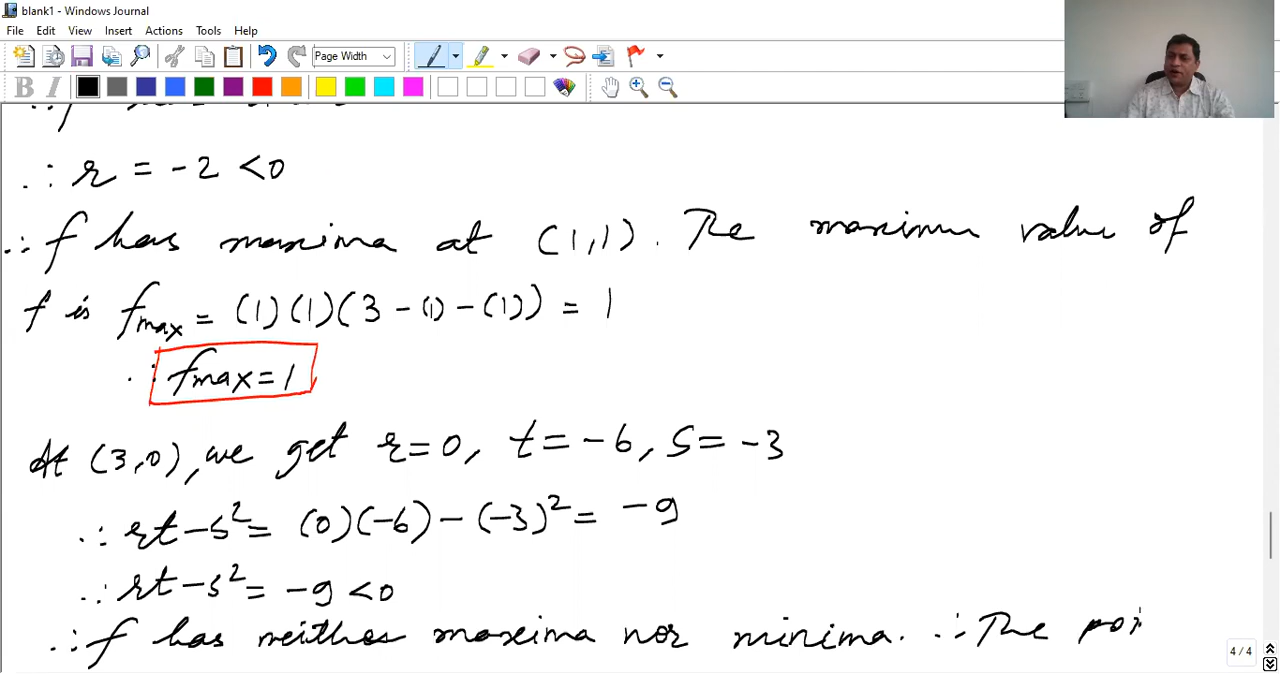 blank1 - Windows Journal
File Edit View Insert Actions Tools Help
Page Width
B I
∴ r = -2 <0
∴ f has maxima at (1,1). The maximum value of
f is fmax = (1)(1)(3-(1)-(1)) = 1
∴ fmax=1
At (3,0), we get r=0, t=-6, s=-3
∴ rt-s²= (0)(-6)-(-3)²= -9
∵ rt-s²= -9 <0
∴ f has neither maxima nor minima. ∴ The poi
4 / 4